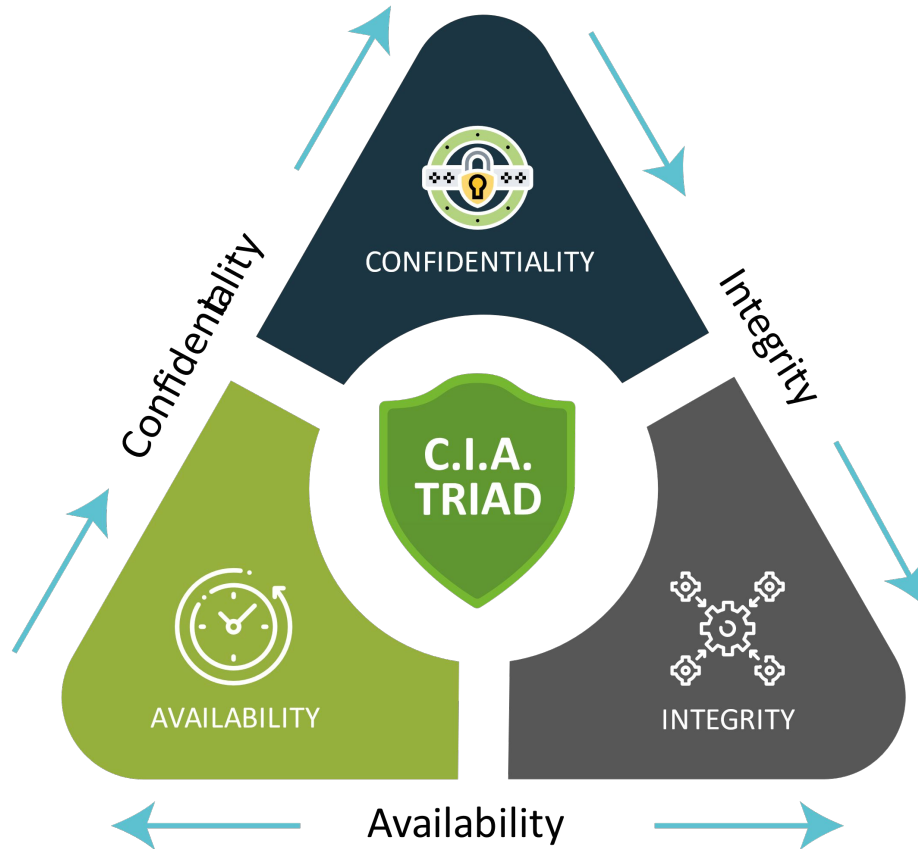 CONFIDENTIALITY
Confidentiality
Integrity
C.I.A.
TRIAD
AVAILABILITY
INTEGRITY
Availability